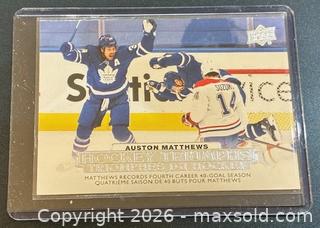 UPPER DECK
A
Scotia
SUZUKI
14
AUSTON MATTHEWS
HOCKEY TRIUMPHS
TRIOMPHES DU HOCKEY
MATTHEWS RECORDS FOURTH CAREER 40-GOAL SEASON
QUATRIÈME SAISON DE 40 BUTS POUR MATTHEWS
Copyright 2026 - MaxSold.com